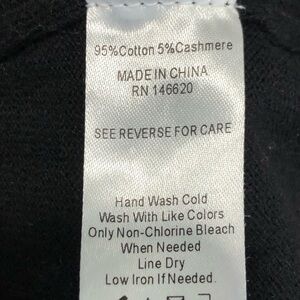 95%Cotton 5%Cashmere
MADE IN CHINA
RN 146620
SEE REVERSE FOR CARE
Hand Wash Cold
Wash With Like Colors
Only Non-Chlorine Bleach
When Needed
Line Dry
Low Iron If Needed.